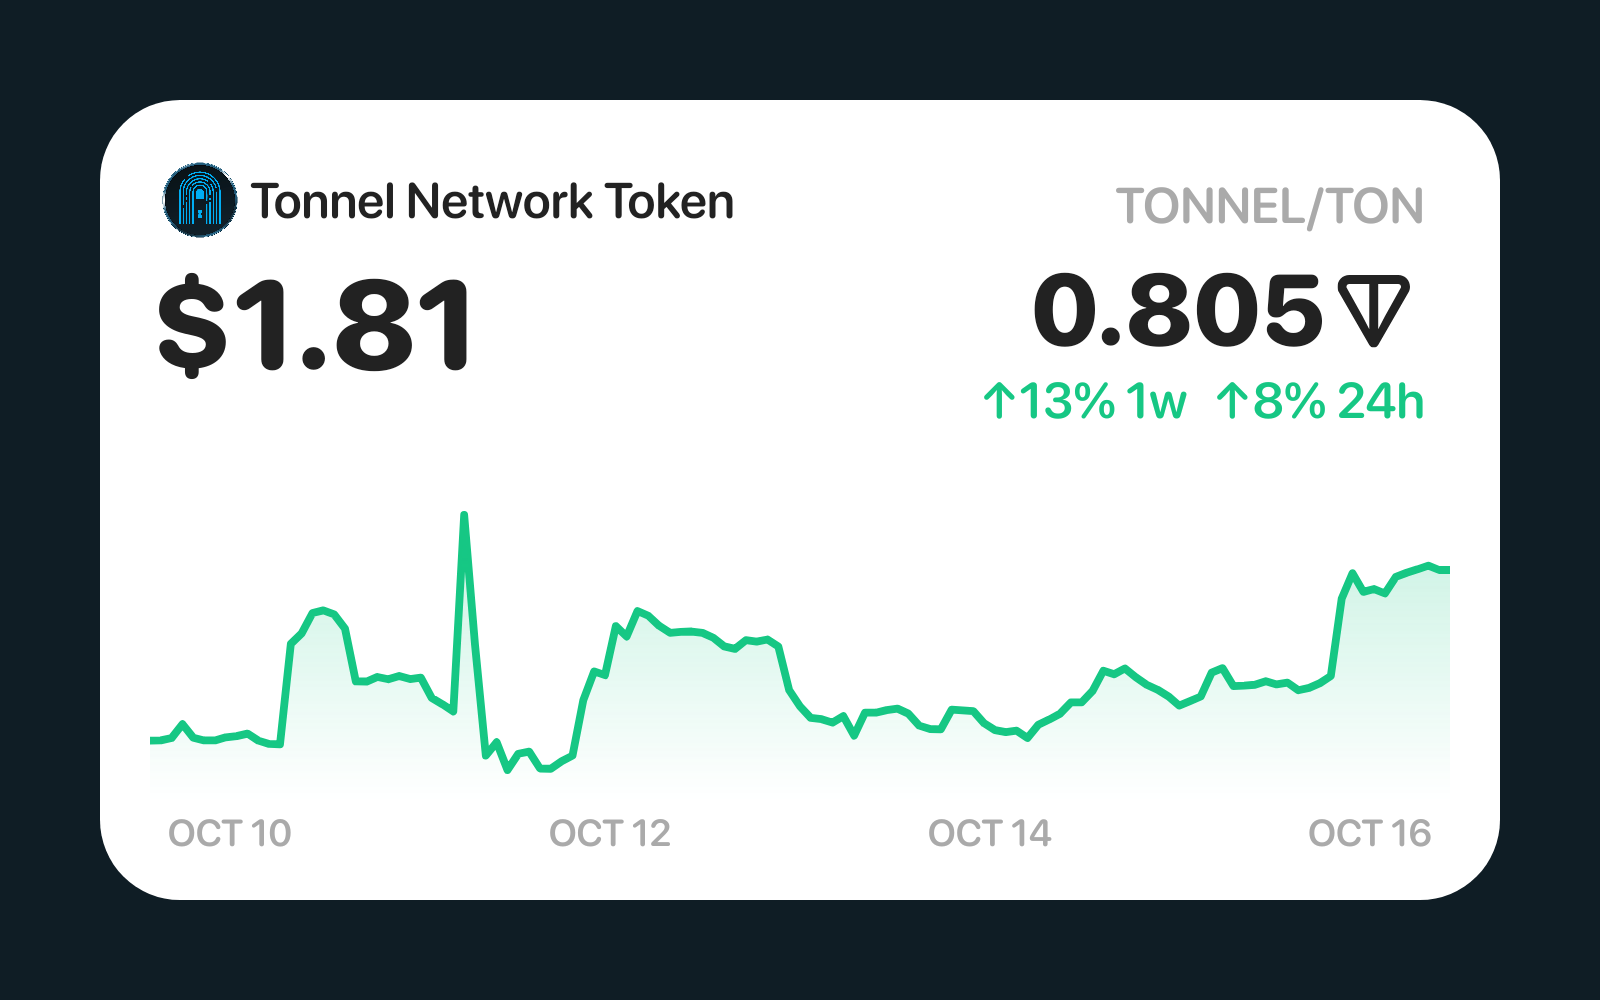 Tonnel Network Token
TONNEL/TON
$1.81
0.805
↑13% 1w ↑8% 24h
OCT 10
OCT 12
OCT 14
OCT 16